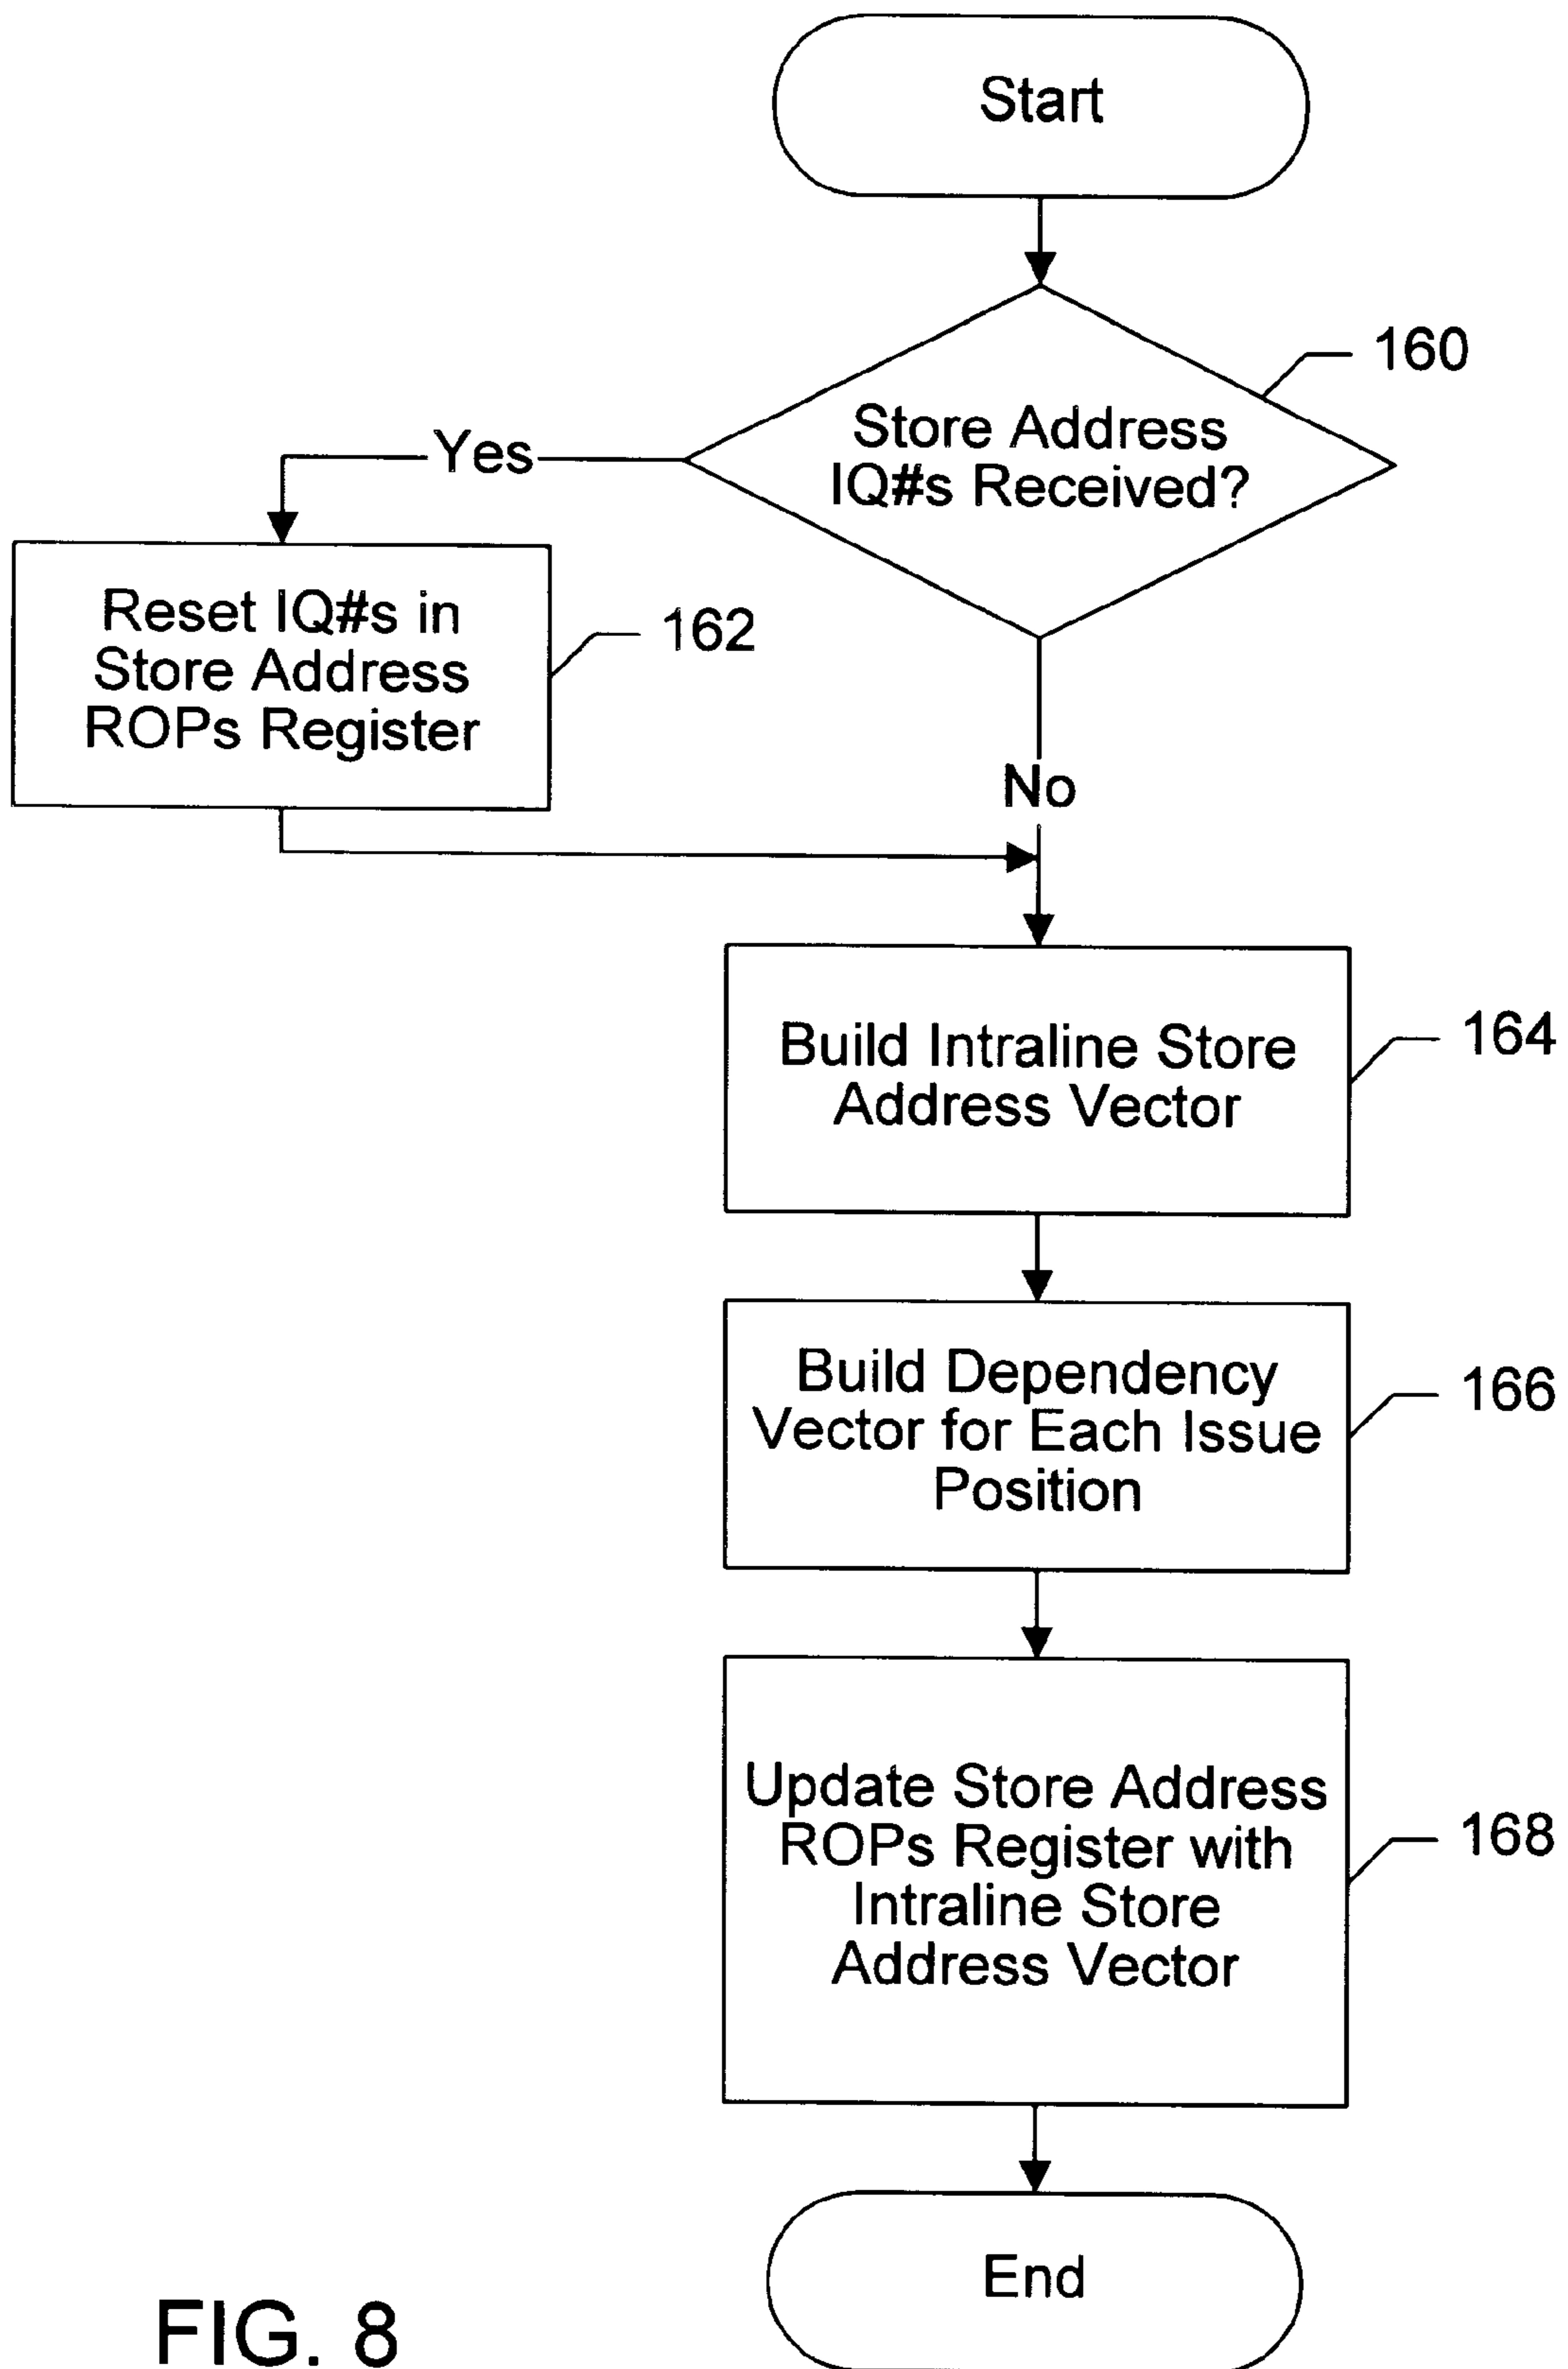 Start
160
Store Address
IQ#s Received?
Yes
Reset IQ#s in
Store Address
ROPs Register
162
No
Build Intraline Store
Address Vector
164
Build Dependency
Vector for Each Issue
Position
166
Update Store Address
ROPs Register with
Intraline Store
Address Vector
168
End
FIG. 8